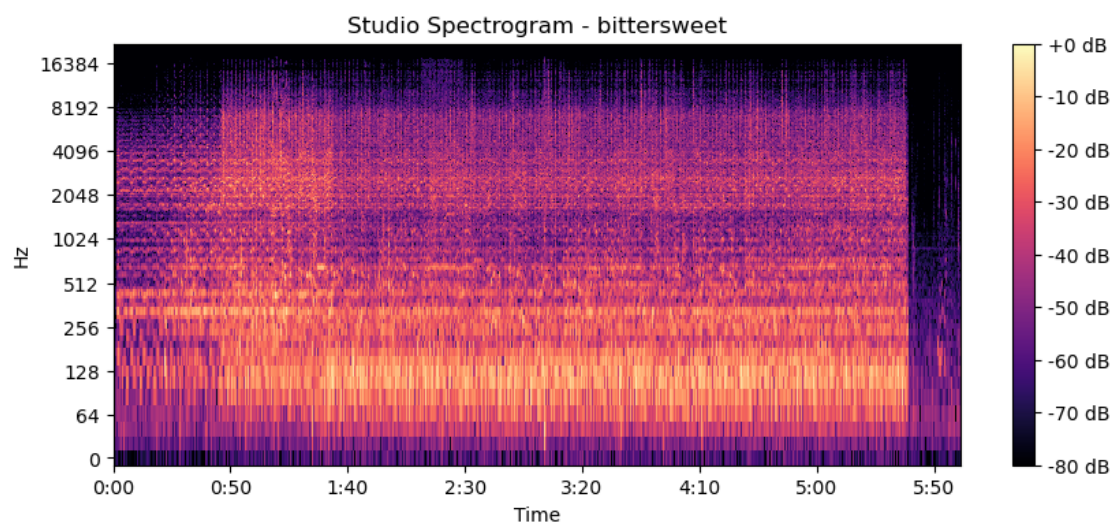 Studio Spectrogram - bittersweet
Hz
16384
8192
4096
2048
1024
512
256
128
64
0
0:00 0:50 1:40 2:30 3:20 4:10 5:00 5:50
Time
+0 dB
-10 dB
-20 dB
-30 dB
-40 dB
-50 dB
-60 dB
-70 dB
-80 dB